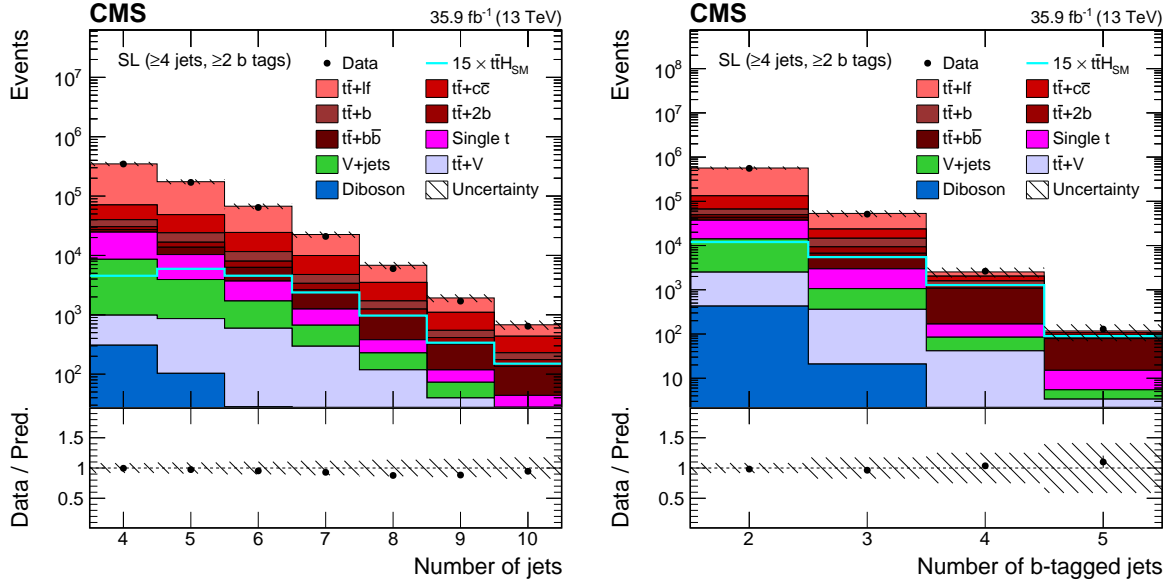 CMS
35.9 fb⁻¹ (13 TeV)
Events
10⁷
10⁶
10⁵
10⁴
10³
10²
SL (≥4 jets, ≥2 b tags)
Data
15 × tt̄H_SM
tt̄+lf
tt̄+cc̄
tt̄+b
tt̄+2b
tt̄+bb̄
Single t
V+jets
tt̄+V
Diboson
Uncertainty
Data / Pred.
1.5
1
0.5
4 5 6 7 8 9 10
Number of jets
CMS
35.9 fb⁻¹ (13 TeV)
Events
10⁸
10⁷
10⁶
10⁵
10⁴
10³
10²
10
SL (≥4 jets, ≥2 b tags)
Data
15 × tt̄H_SM
tt̄+lf
tt̄+cc̄
tt̄+b
tt̄+2b
tt̄+bb̄
Single t
V+jets
tt̄+V
Diboson
Uncertainty
Data / Pred.
1.5
1
0.5
2 3 4 5
Number of b-tagged jets